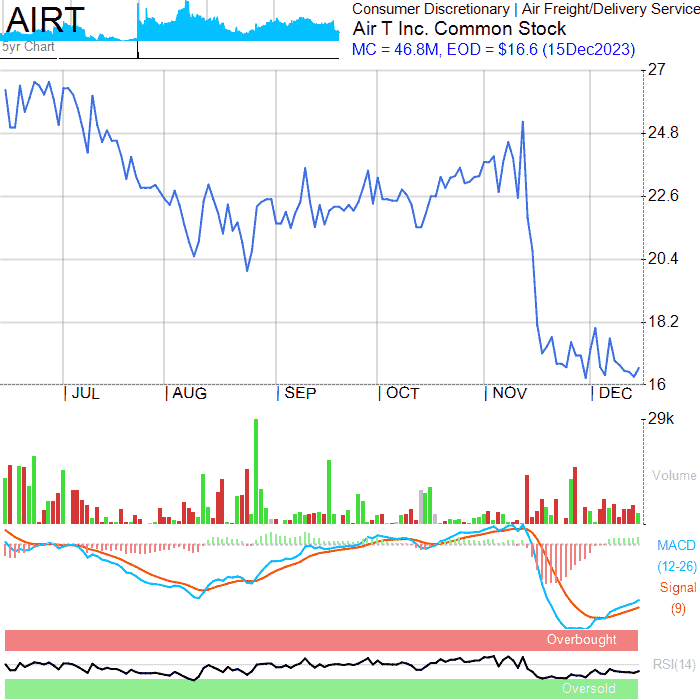 AIRT
5yr Chart
Consumer Discretionary | Air Freight/Delivery Service
Air T Inc. Common Stock
MC = 46.8M, EOD = $16.6 (15Dec2023)
27
24.8
22.6
20.4
18.2
16
| JUL | AUG | SEP | OCT | NOV | DEC
29k
Volume
MACD
(12-26)
Signal
(9)
Overbought
RSI(14)
Oversold